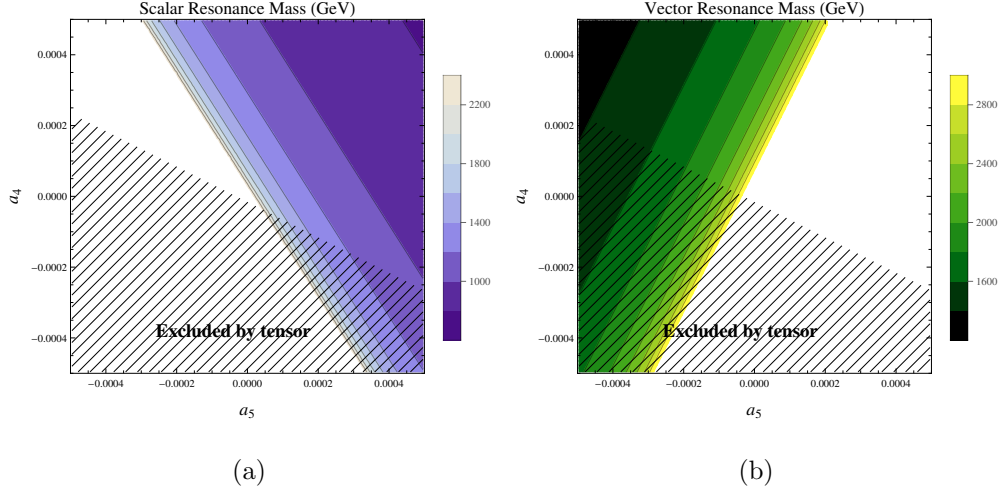 Scalar Resonance Mass (GeV)
0.0004
0.0002
0.0000
−0.0002
−0.0004
a4
Excluded by tensor
−0.0004 −0.0002 0.0000 0.0002 0.0004
a5
2200
1800
1400
1000
(a)
Vector Resonance Mass (GeV)
0.0004
0.0002
0.0000
−0.0002
−0.0004
a4
Excluded by tensor
−0.0004 −0.0002 0.0000 0.0002 0.0004
a5
2800
2400
2000
1600
(b)